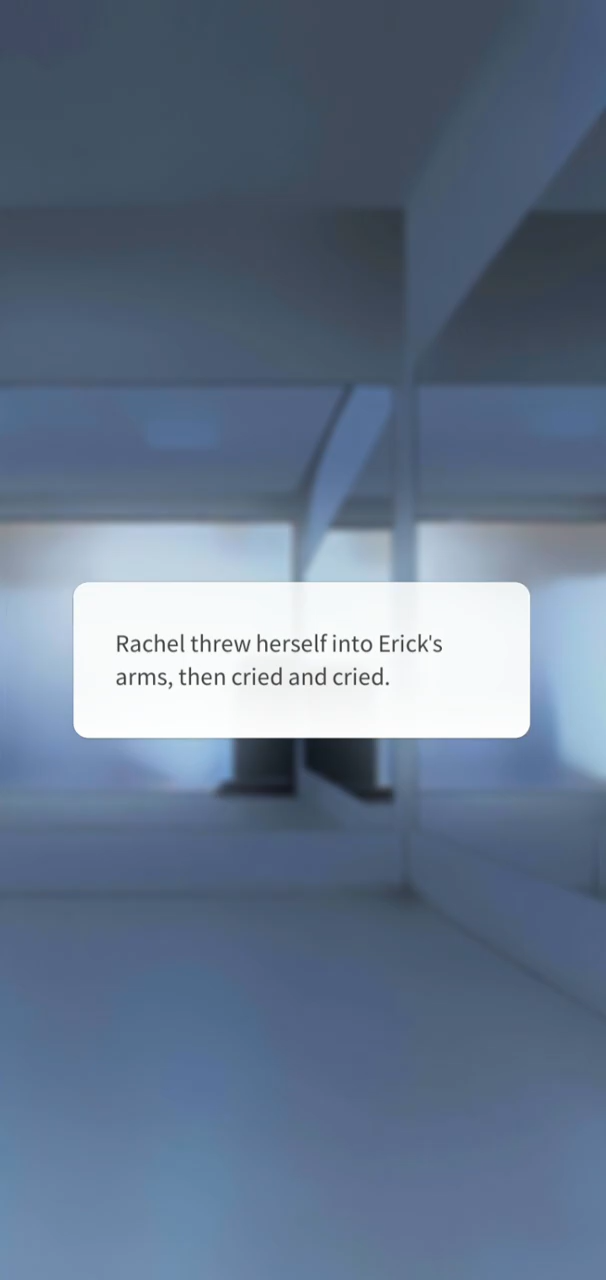 Rachel threw herself into Erick's
arms, then cried and cried.